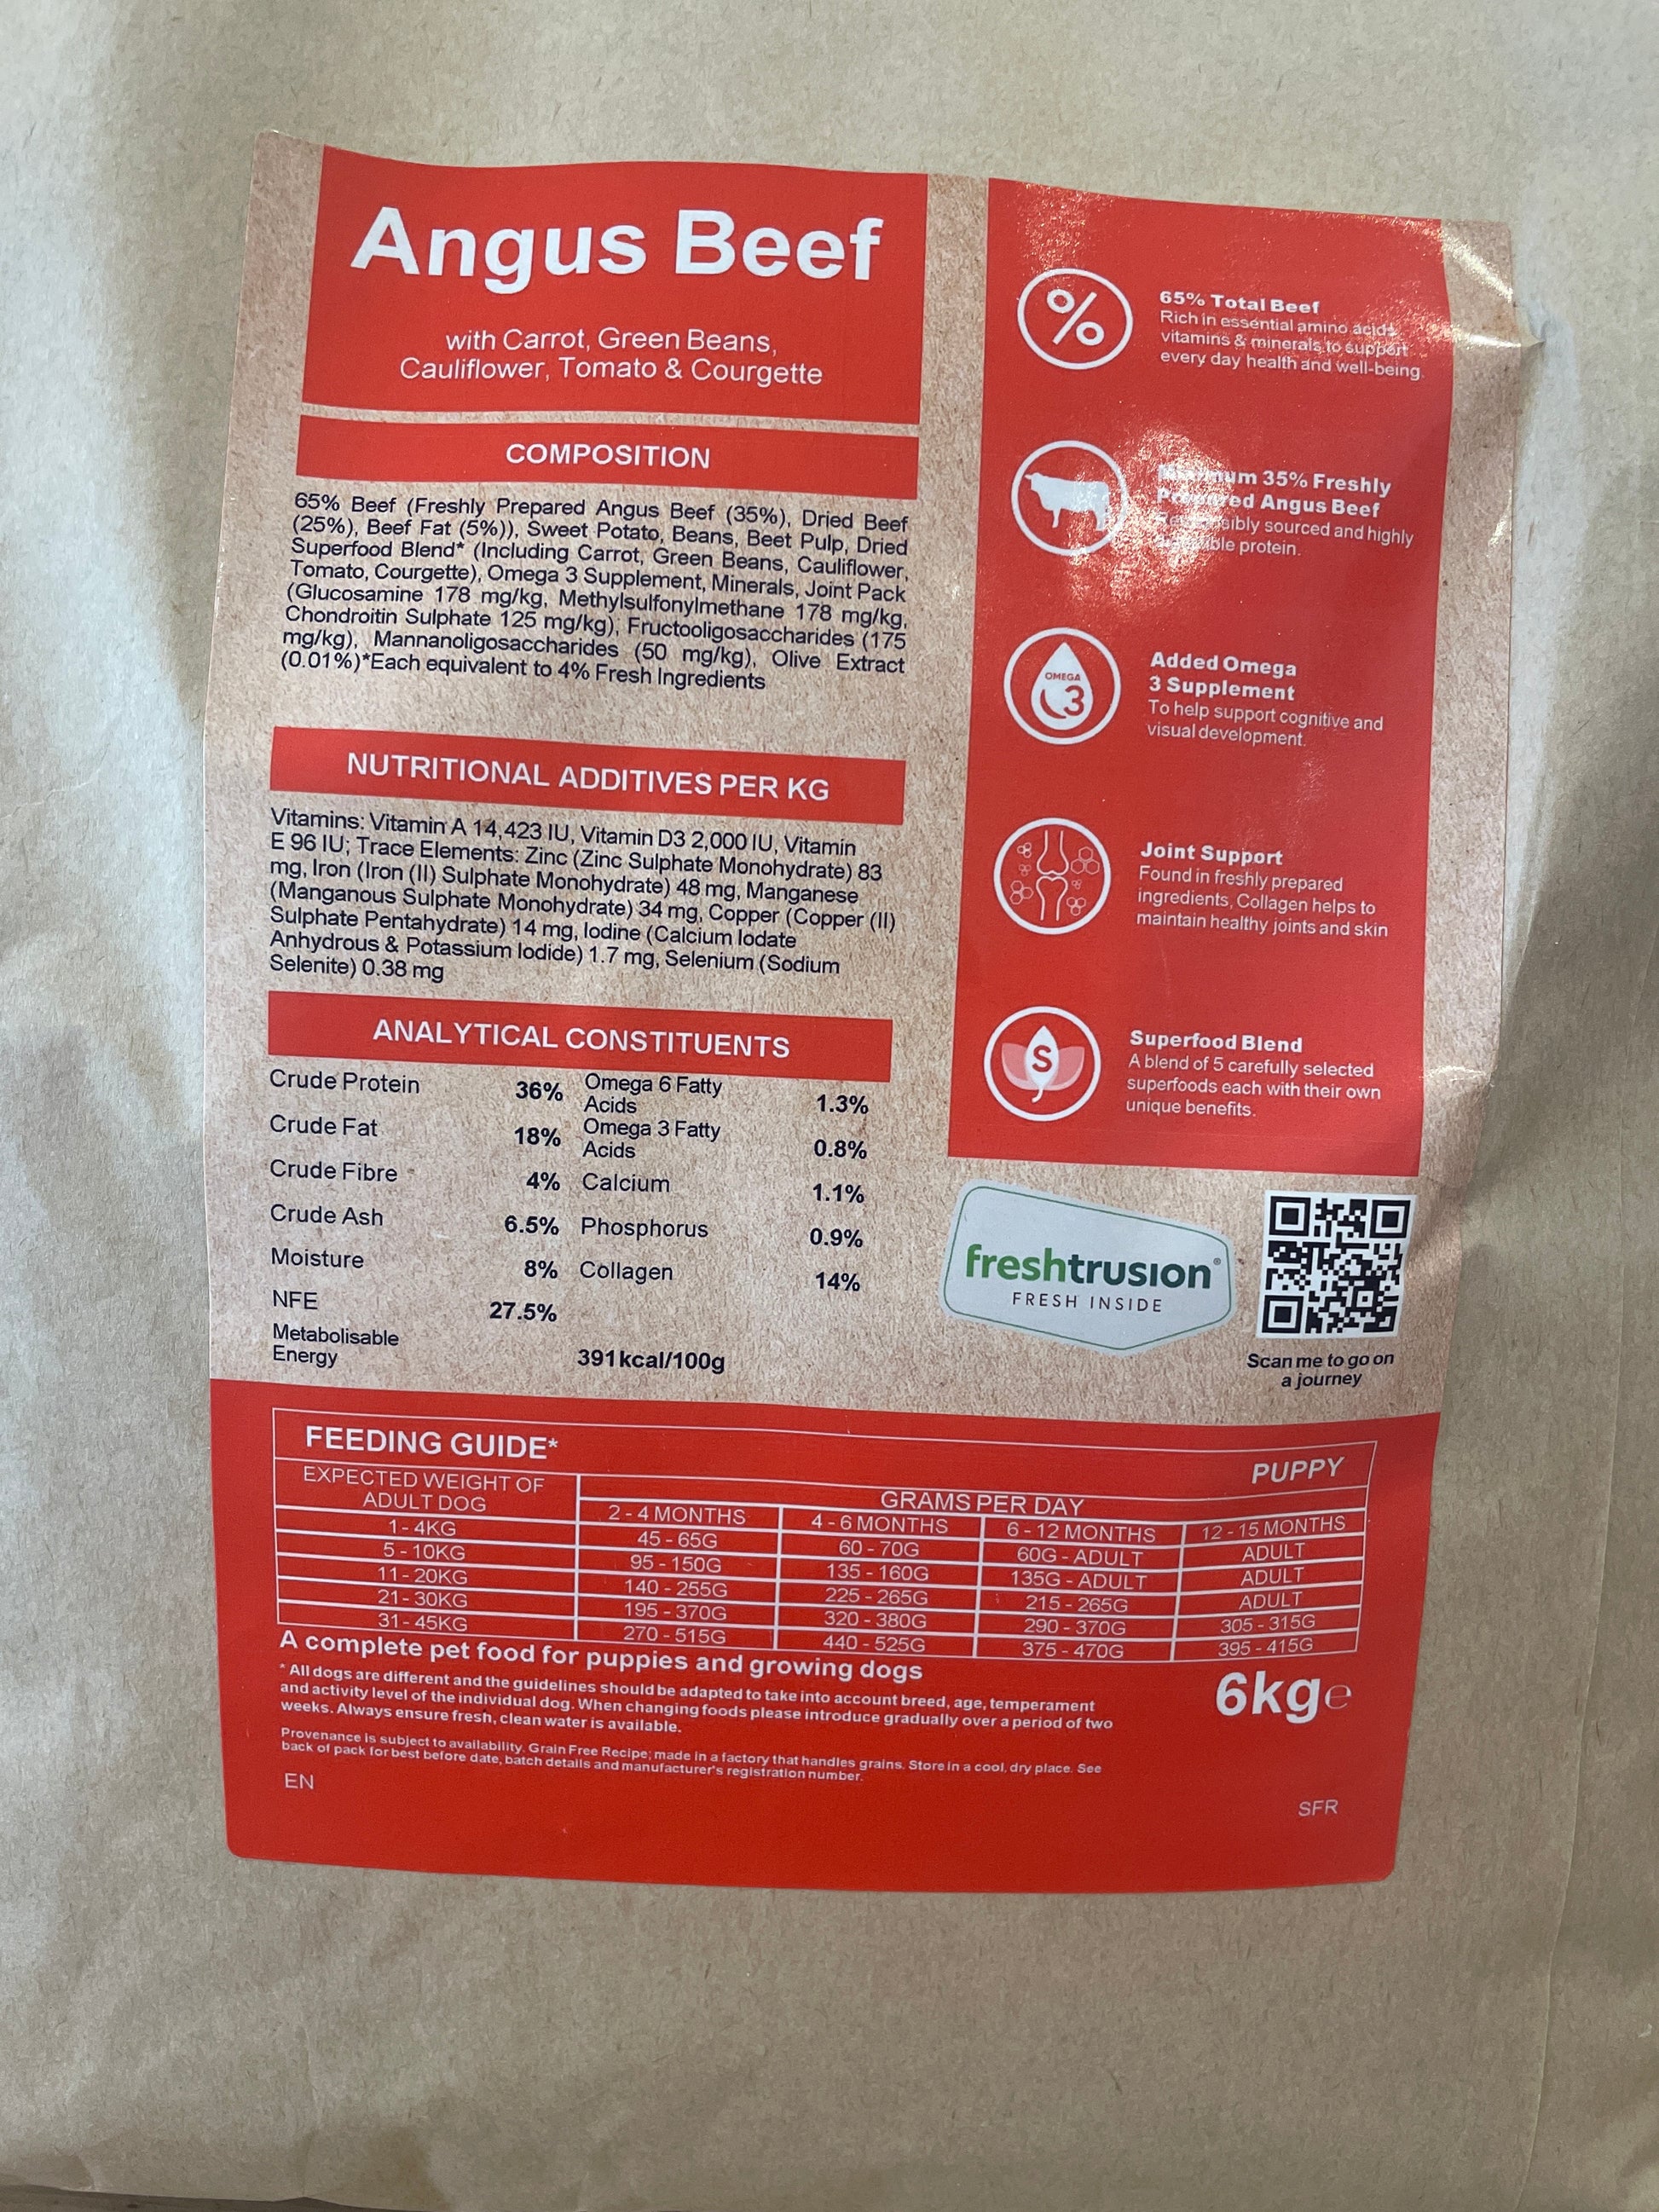 Angus Beef
with Carrot, Green Beans,
Cauliflower, Tomato & Courgette
COMPOSITION
65% Beef (Freshly Prepared Angus Beef (35%), Dried Beef
(25%), Beef Fat (5%)), Sweet Potato, Beans, Beet Pulp, Dried
Superfood Blend* (Including Carrot, Green Beans, Cauliflower,
Tomato, Courgette), Omega 3 Supplement, Minerals, Joint Pack
(Glucosamine 178 mg/kg, Methylsulfonylmethane 178 mg/kg,
Chondroitin Sulphate 125 mg/kg), Fructooligosaccharides (175
mg/kg), Mannanoligosaccharides (50 mg/kg), Olive Extract
(0.01%)*Each equivalent to 4% Fresh Ingredients
NUTRITIONAL ADDITIVES PER KG
Vitamins: Vitamin A 14,423 IU, Vitamin D3 2,000 IU, Vitamin
E 96 IU; Trace Elements: Zinc (Zinc Sulphate Monohydrate) 83
mg, Iron (Iron (II) Sulphate Monohydrate) 48 mg, Manganese
(Manganous Sulphate Monohydrate) 34 mg, Copper (Copper (II)
Sulphate Pentahydrate) 14 mg, Iodine (Calcium Iodate
Anhydrous & Potassium Iodide) 1.7 mg, Selenium (Sodium
Selenite) 0.38 mg
ANALYTICAL CONSTITUENTS
Crude Protein 36% Omega 6 Fatty Acids 1.3%
Crude Fat 18% Omega 3 Fatty Acids 0.8%
Crude Fibre 4% Calcium 1.1%
Crude Ash 6.5% Phosphorus 0.9%
Moisture 8% Collagen 14%
NFE 27.5%
Metabolisable
Energy 391kcal/100g
%
65% Total Beef
Rich in essential amino acids
vitamins & minerals to support
every day health and well-being.
35% Freshly
Angus Beef
sourced and highly
protein.
OMEGA
3
Added Omega
3 Supplement
To help support cognitive and
visual development.
Joint Support
Found in freshly prepared
ingredients, Collagen helps to
maintain healthy joints and skin
S
Superfood Blend
A blend of 5 carefully selected
superfoods each with their own
unique benefits.
freshtrusion®
FRESH INSIDE
Scan me to go on
a journey
FEEDING GUIDE* PUPPY
EXPECTED WEIGHT OF
ADULT DOG
GRAMS PER DAY
2 - 4 MONTHS 4 - 6 MONTHS 6 - 12 MONTHS 12 - 15 MONTHS
1 - 4KG 45 - 65G 60 - 70G 60G - ADULT ADULT
5 - 10KG 95 - 150G 135 - 160G 135G - ADULT ADULT
11 - 20KG 140 - 255G 225 - 265G 215 - 265G ADULT
21 - 30KG 195 - 370G 320 - 380G 290 - 370G 305 - 315G
31 - 45KG 270 - 515G 440 - 525G 375 - 470G 395 - 415G
A complete pet food for puppies and growing dogs
* All dogs are different and the guidelines should be adapted to take into account breed, age, temperament
and activity level of the individual dog. When changing foods please introduce gradually over a period of two
weeks. Always ensure fresh, clean water is available.
6kge
Provenance is subject to availability. Grain Free Recipe; made in a factory that handles grains. Store in a cool, dry place. See
back of pack for best before date, batch details and manufacturer's registration number.
EN
SFR